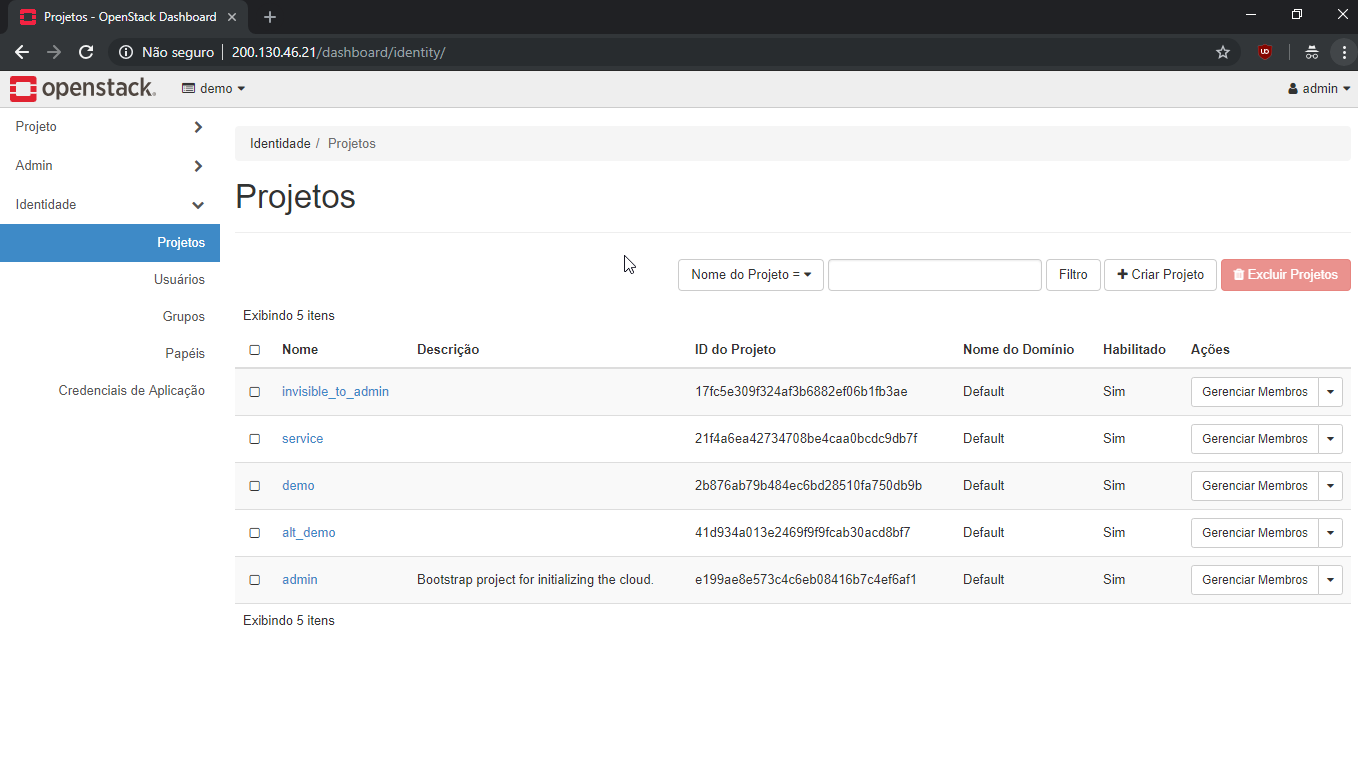 Projetos - OpenStack Dashboard
Não seguro 200.130.46.21/dashboard/identity/
openstack. demo admin
Projeto
Admin
Identidade
Projetos
Usuários
Grupos
Papéis
Credenciais de Aplicação
Identidade / Projetos
Projetos
Nome do Projeto = Filtro + Criar Projeto Excluir Projetos
Exibindo 5 itens
Nome Descrição ID do Projeto Nome do Domínio Habilitado Ações
invisible_to_admin 17fc5e309f324af3b6882ef06b1fb3ae Default Sim Gerenciar Membros
service 21f4a6ea42734708be4caa0bcdc9db7f Default Sim Gerenciar Membros
demo 2b876ab79b484ec6bd28510fa750db9b Default Sim Gerenciar Membros
alt_demo 41d934a013e2469f9f9fcab30acd8bf7 Default Sim Gerenciar Membros
admin Bootstrap project for initializing the cloud. e199ae8e573c4c6eb08416b7c4ef6af1 Default Sim Gerenciar Membros
Exibindo 5 itens